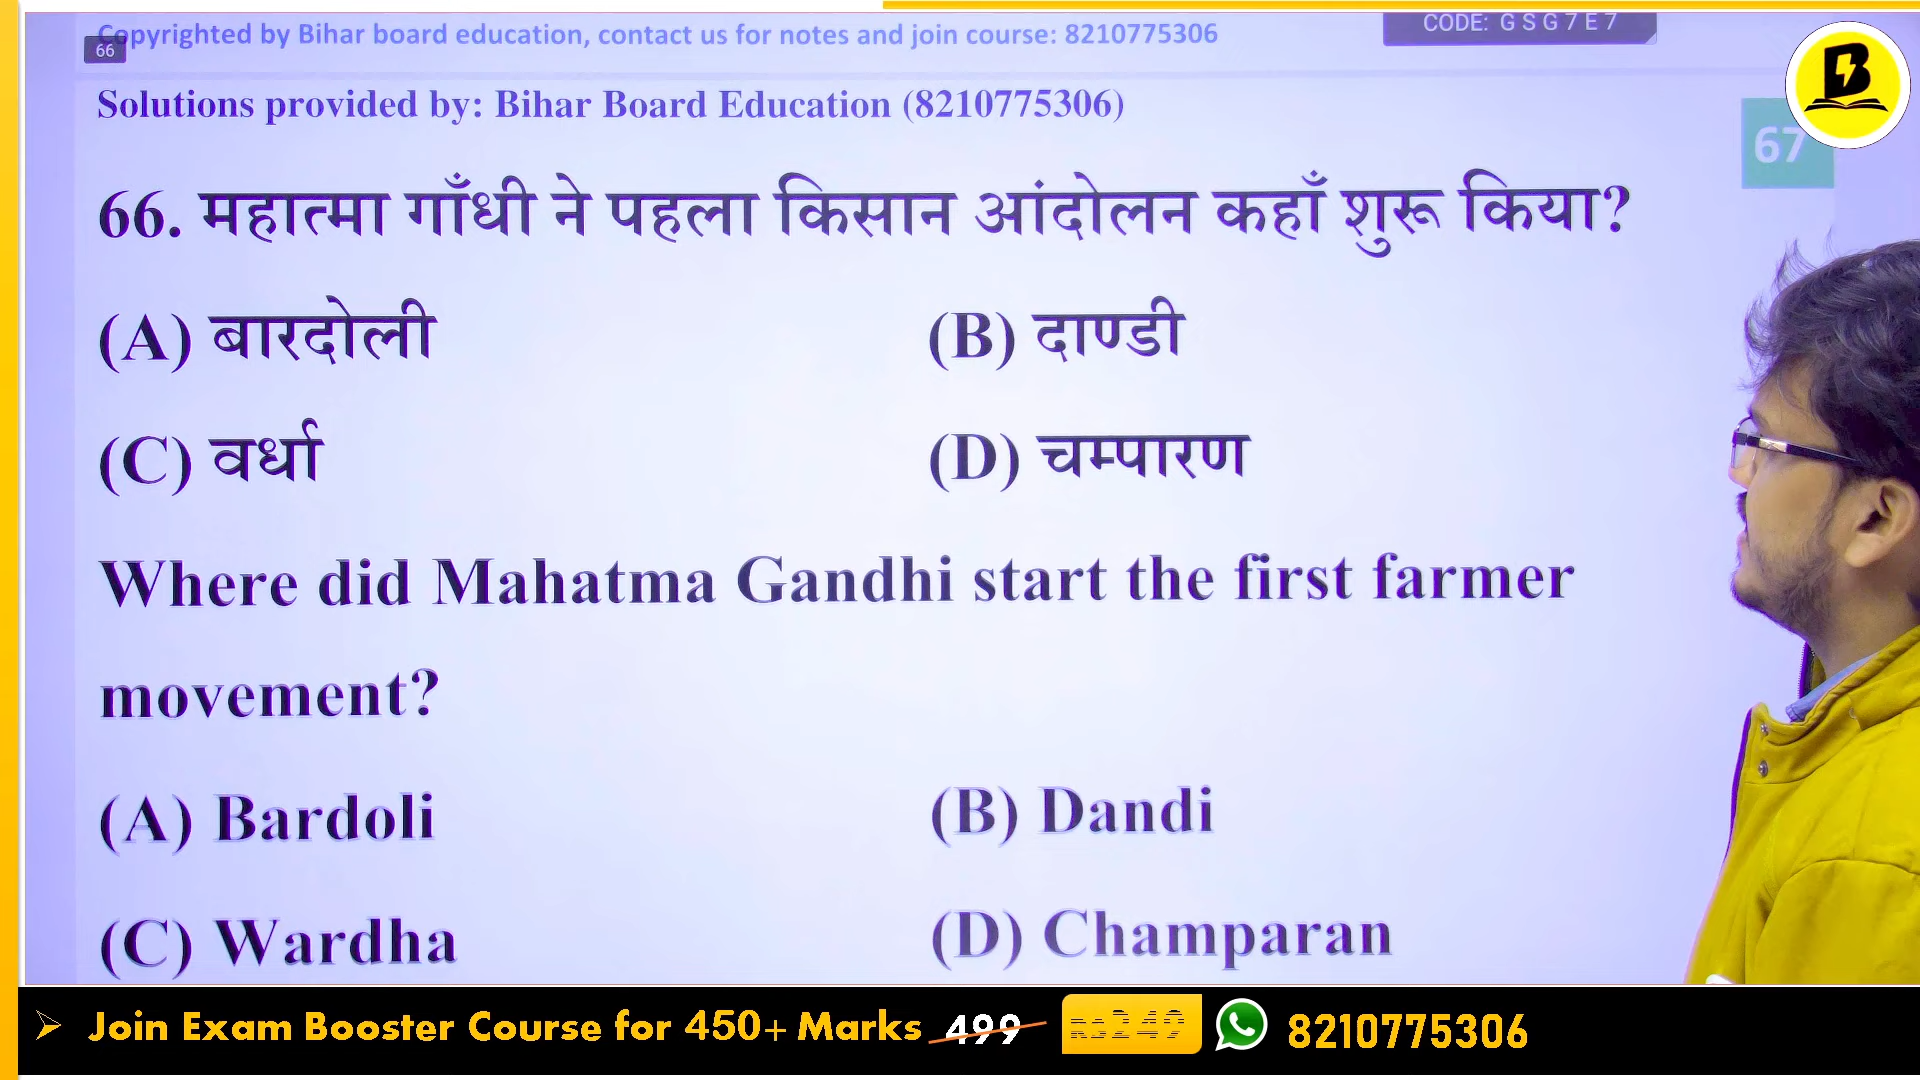 Copyrighted by Bihar board education, contact us for notes and join course: 8210775306
CODE: G S G 7 E 7
66
Solutions provided by: Bihar Board Education (8210775306)
67
B
66. महात्मा गाँधी ने पहला किसान आंदोलन कहाँ शुरू किया?
(A) बारदोली (B) दाण्डी
(C) वर्धा (D) चम्पारण
Where did Mahatma Gandhi start the first farmer
movement?
(A) Bardoli (B) Dandi
(C) Wardha (D) Champaran
➢ Join Exam Booster Course for 450+ Marks 499 Rs249 8210775306